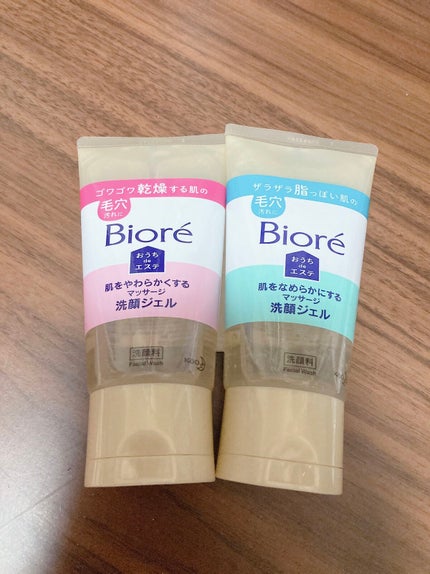 ゴワゴワ乾燥する肌の
毛穴
汚れに
Bioré
おうち
de
エステ
肌をやわらかくする
マッサージ
洗顔ジェル
洗顔料
Facial Wash
ザラザラ脂っぽい肌の
毛穴
汚れに
Bioré
おうち
de
エステ
肌をなめらかにする
マッサージ
洗顔ジェル
洗顔料
Facial Wash